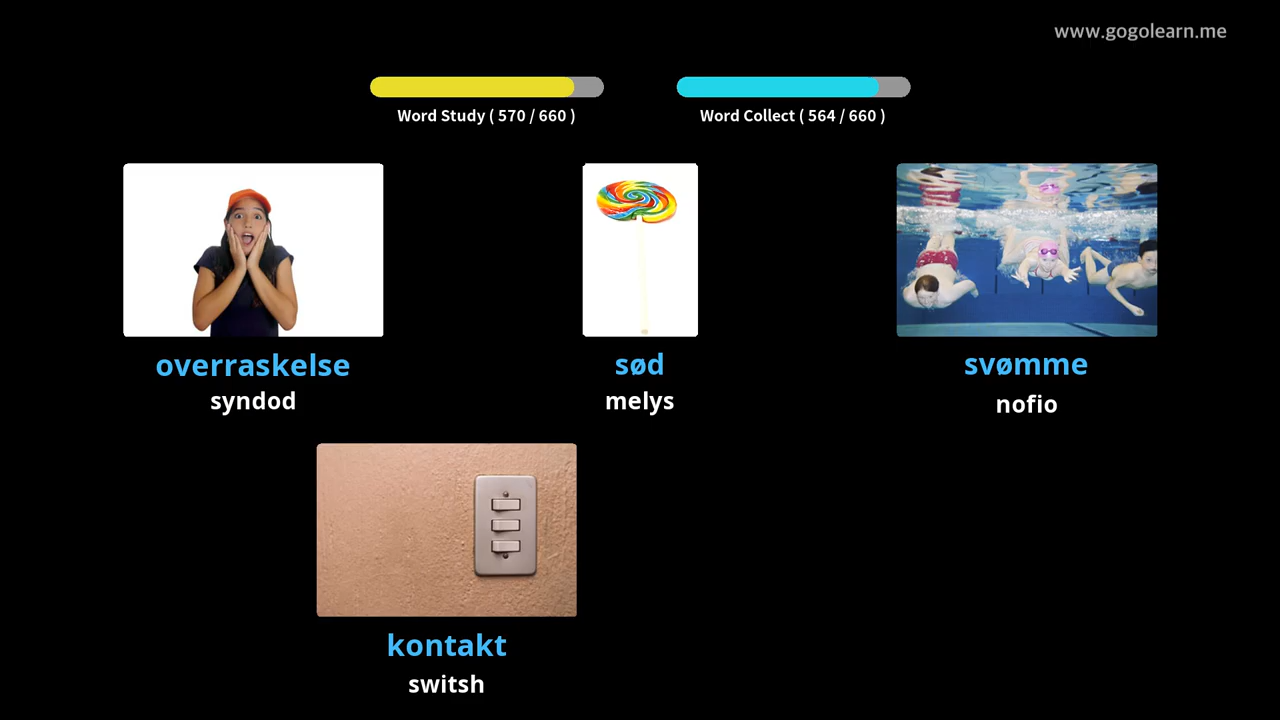 www.gogolearn.me
Word Study ( 570 / 660 )
Word Collect ( 564 / 660 )
overraskelse
syndod
sød
melys
svømme
nofio
kontakt
switsh